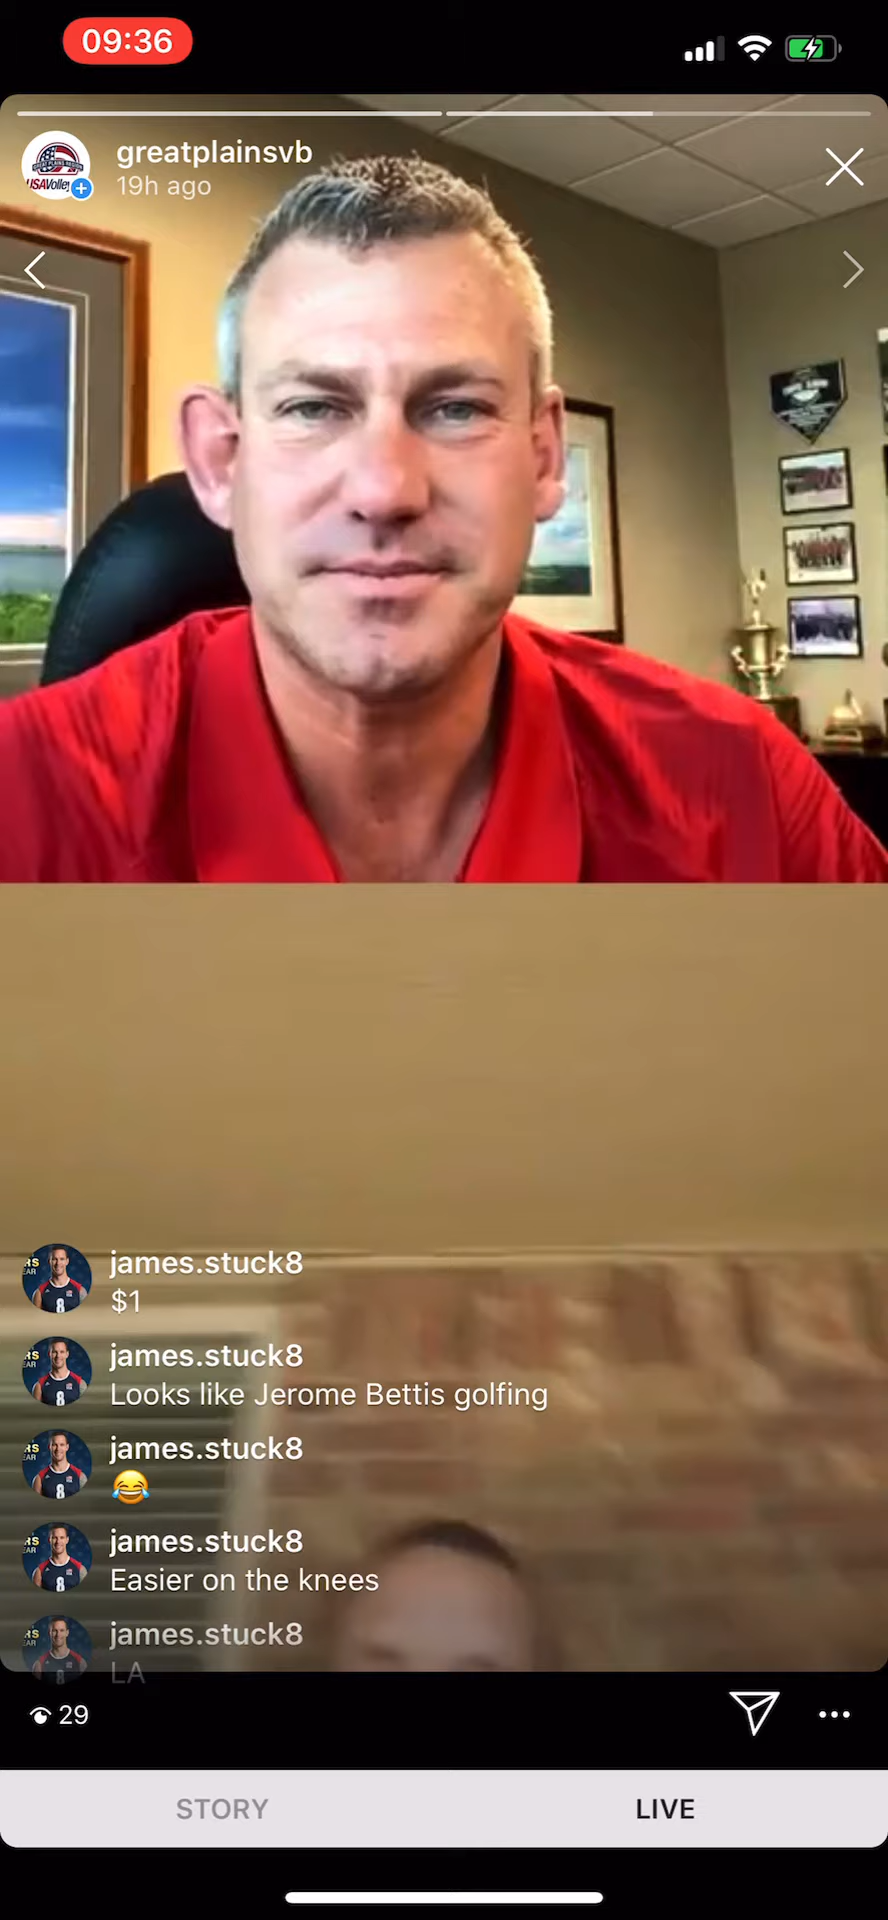 09:36
greatplainsvb
19h ago
USAVolley
james.stuck8
$1
james.stuck8
Looks like Jerome Bettis golfing
james.stuck8
😂
james.stuck8
Easier on the knees
james.stuck8
LA
29
STORY
LIVE